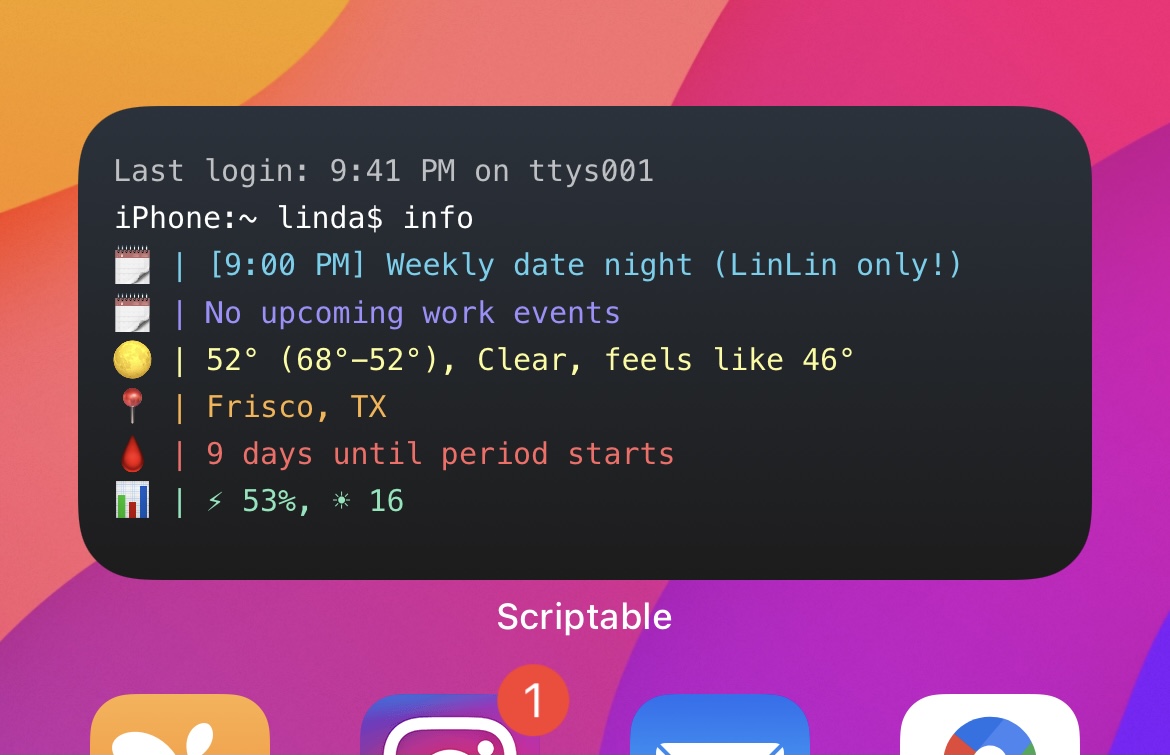 Last login: 9:41 PM on ttys001
iPhone:~ linda$ info
🗒 | [9:00 PM] Weekly date night (LinLin only!)
🗒 | No upcoming work events
🌕 | 52° (68°–52°), Clear, feels like 46°
📍 | Frisco, TX
🩸 | 9 days until period starts
📊 | ⚡︎ 53%, ☀︎ 16
Scriptable
1